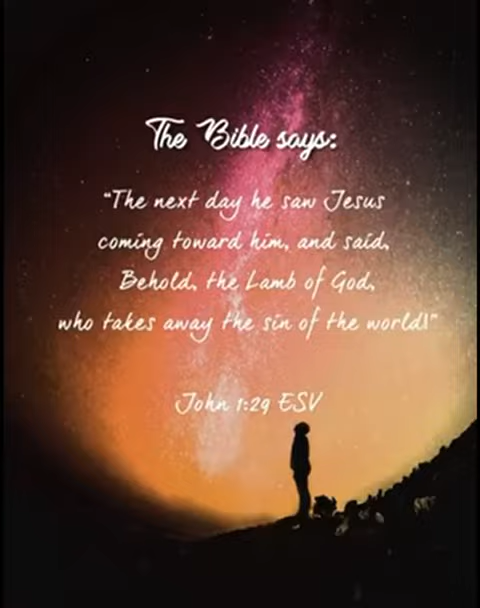 The Bible says:
“The next day he saw Jesus
coming toward him, and said,
Behold, the Lamb of God,
who takes away the sin of the world!”
John 1:29 ESV